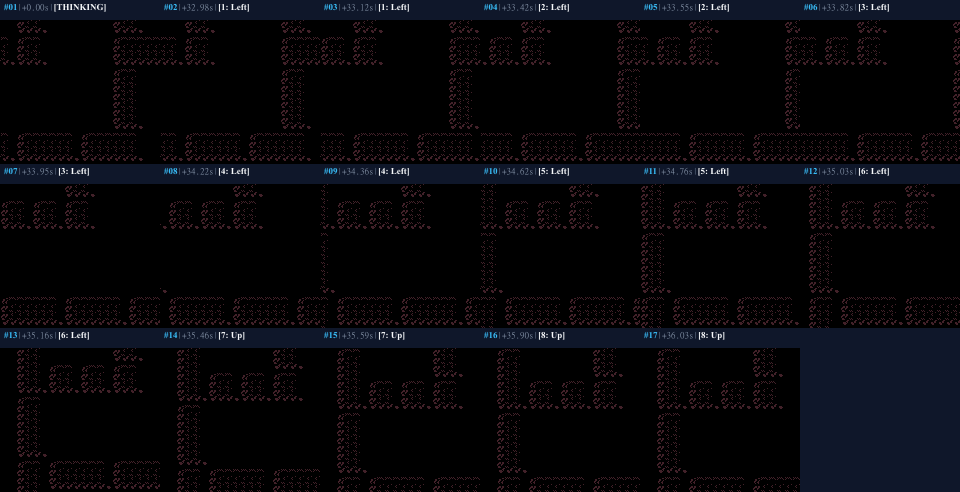 #01|+0.00s|[THINKING]
#02|+32.98s|[1: Left]
#03|+33.12s|[1: Left]
#04|+33.42s|[2: Left]
#05|+33.55s|[2: Left]
#06|+33.82s|[3: Left]
#07|+33.95s|[3: Left]
#08|+34.22s|[4: Left]
#09|+34.36s|[4: Left]
#10|+34.62s|[5: Left]
#11|+34.76s|[5: Left]
#12|+35.03s|[6: Left]
#13|+35.16s|[6: Left]
#14|+35.46s|[7: Up]
#15|+35.59s|[7: Up]
#16|+35.90s|[8: Up]
#17|+36.03s|[8: Up]